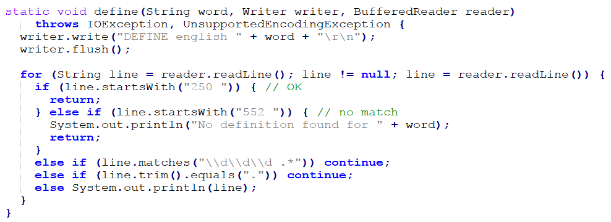 static void define(String word, Writer writer, BufferedReader reader)
    throws IOException, UnsupportedEncodingException {
  writer.write("DEFINE english " + word + "\r\n");
  writer.flush();

  for (String line = reader.readLine(); line != null; line = reader.readLine()) {
    if (line.startsWith("250 ")) { // OK
      return;
    } else if (line.startsWith("552 ")) { // no match
      System.out.println("No definition found for " + word);
      return;
    }
    else if (line.matches("\\d\\d\\d .*")) continue;
    else if (line.trim().equals(".")) continue;
    else System.out.println(line);
  }
}